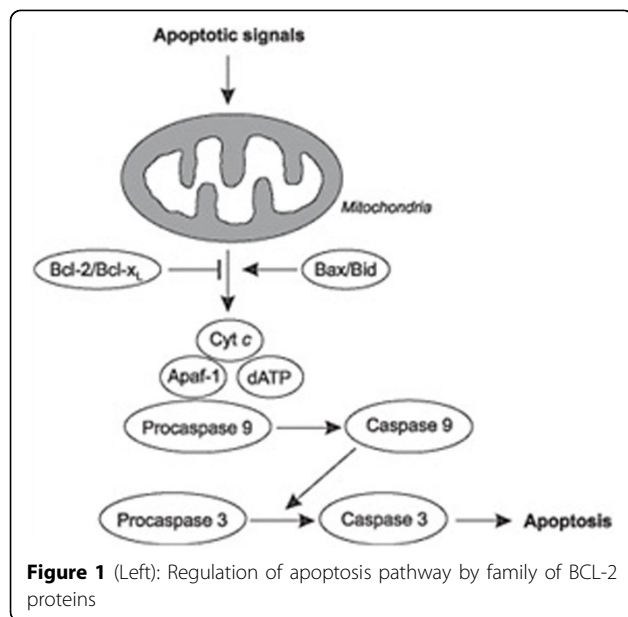 Apoptotic signals
Mitochondria
Bcl-2/Bcl-xL
Bax/Bid
Cyt c
Apaf-1
dATP
Procaspase 9
Caspase 9
Procaspase 3
Caspase 3
Apoptosis
Figure 1 (Left): Regulation of apoptosis pathway by family of BCL-2
proteins